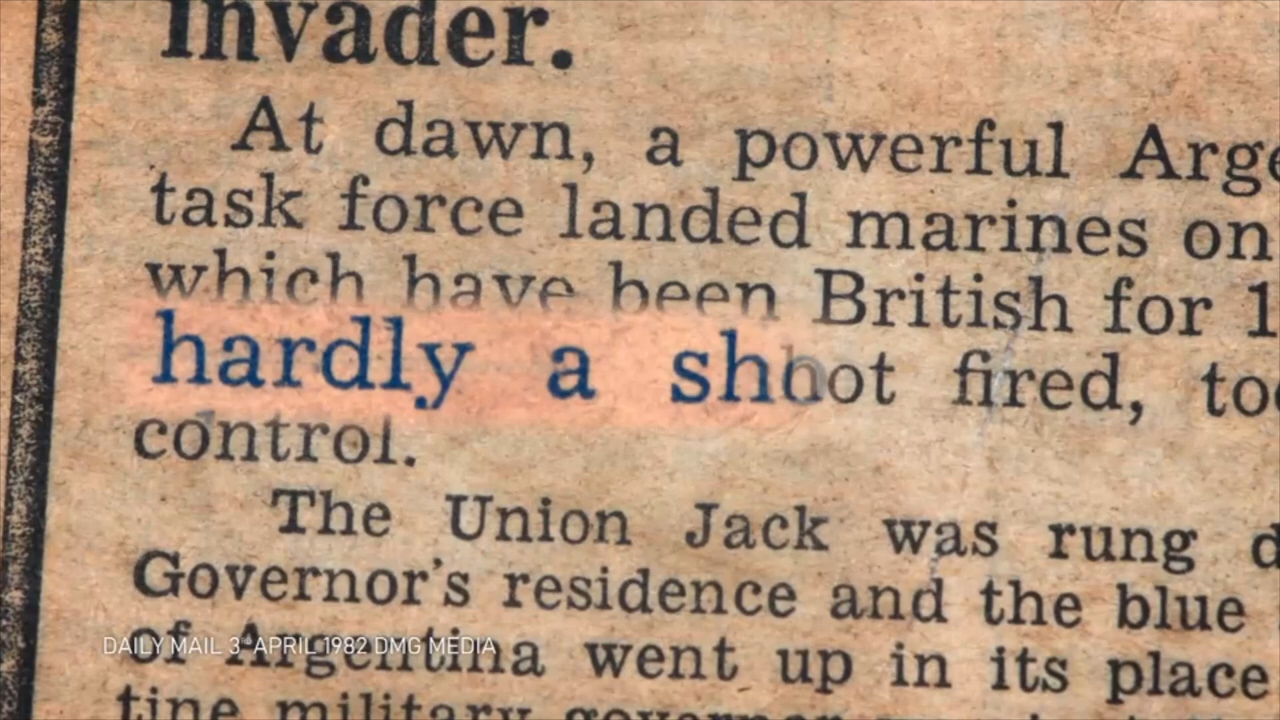 invader.
At dawn, a powerful Arge
task force landed marines on
which have been British for 1
hardly a shoot fired, too
control.
The Union Jack was rung d
Governor's residence and the blue
of Argentina went up in its place
DAILY MAIL 3RD APRIL 1982 DMG MEDIA
tine military governor